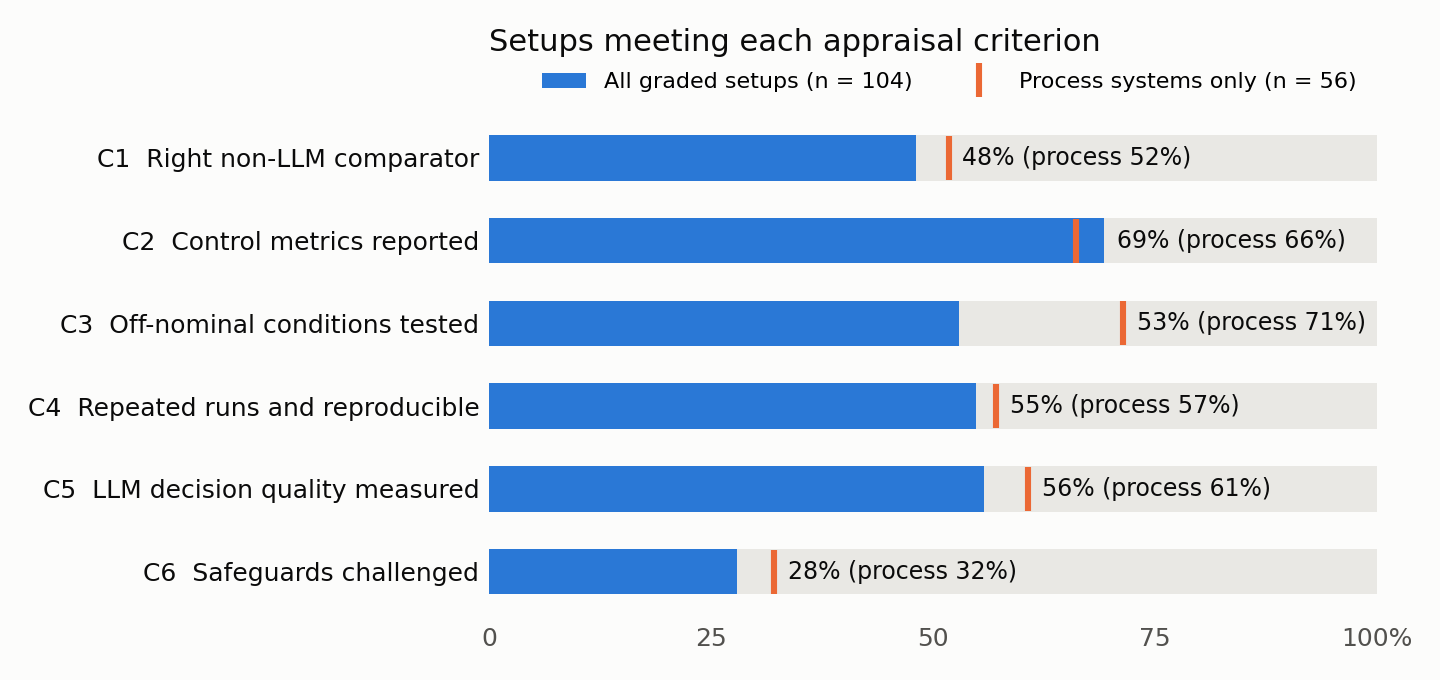 Setups meeting each appraisal criterion
All graded setups (n = 104) Process systems only (n = 56)
C1 Right non-LLM comparator 48% (process 52%)
C2 Control metrics reported 69% (process 66%)
C3 Off-nominal conditions tested 53% (process 71%)
C4 Repeated runs and reproducible 55% (process 57%)
C5 LLM decision quality measured 56% (process 61%)
C6 Safeguards challenged 28% (process 32%)
0 25 50 75 100%